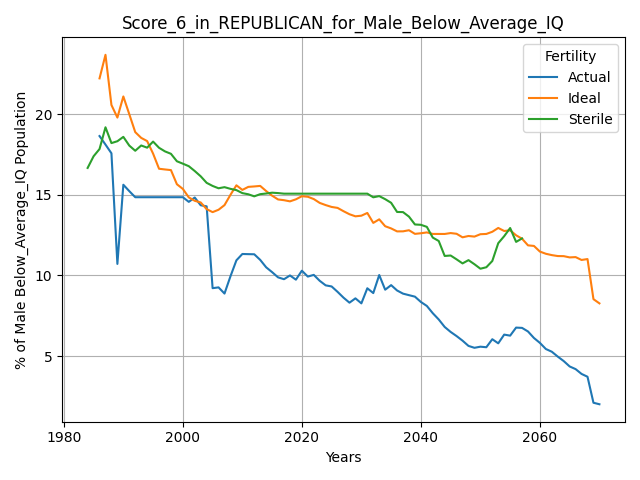 Score_6_in_REPUBLICAN_for_Male_Below_Average_IQ
Fertility
Actual
Ideal
Sterile
% of Male Below_Average_IQ Population
20
15
10
5
1980
2000
2020
2040
2060
Years